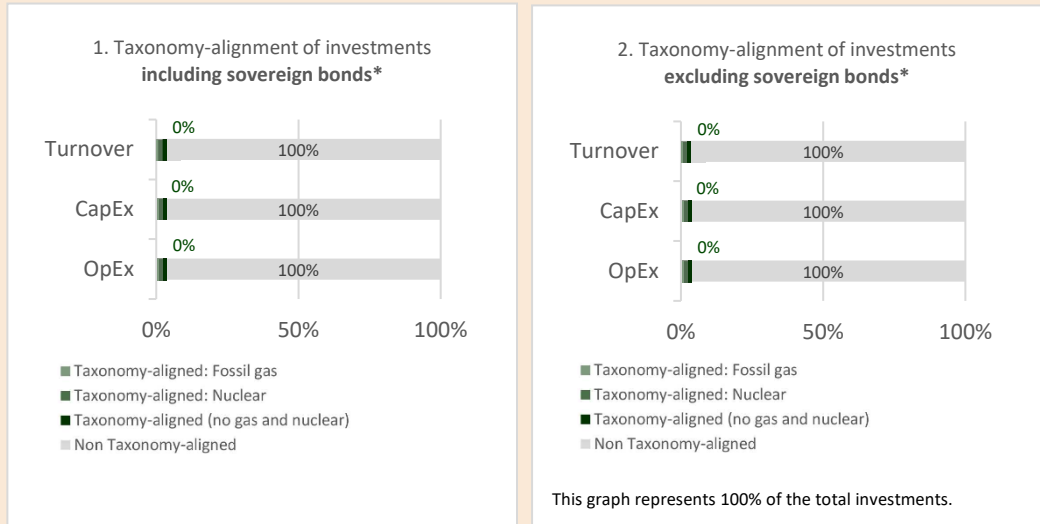 1. Taxonomy-alignment of investments
including sovereign bonds*
0%
Turnover
100%
0%
CapEx
100%
0%
OpEx
100%
0%
50%
100%
Taxonomy-aligned: Fossil gas
Taxonomy-aligned: Nuclear
Taxonomy-aligned (no gas and nuclear)
Non Taxonomy-aligned
2. Taxonomy-alignment of investments
excluding sovereign bonds*
0%
Turnover
100%
0%
CapEx
100%
0%
OpEx
100%
0%
50%
100%
Taxonomy-aligned: Fossil gas
Taxonomy-aligned: Nuclear
Taxonomy-aligned (no gas and nuclear)
Non Taxonomy-aligned
This graph represents 100% of the total investments.